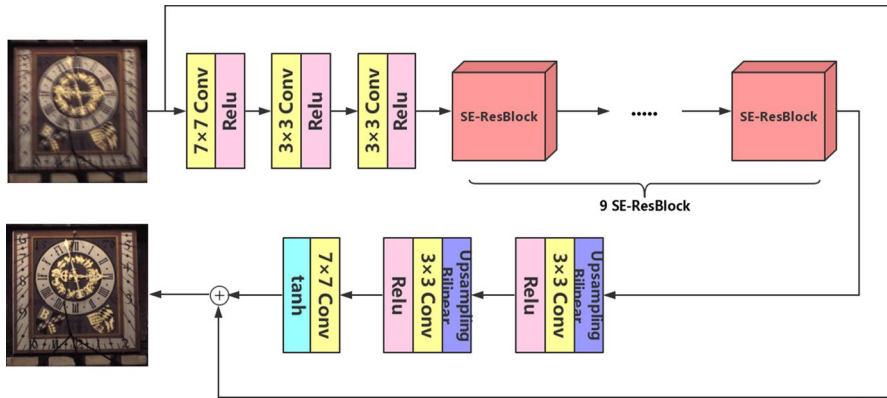 7×7 Conv
Relu
3×3 Conv
Relu
3×3 Conv
Relu
SE-ResBlock
.....
SE-ResBlock
9 SE-ResBlock
tanh
7×7 Conv
Relu
3×3 Conv
Upsampling
Bilinear
Relu
3×3 Conv
Upsampling
Bilinear